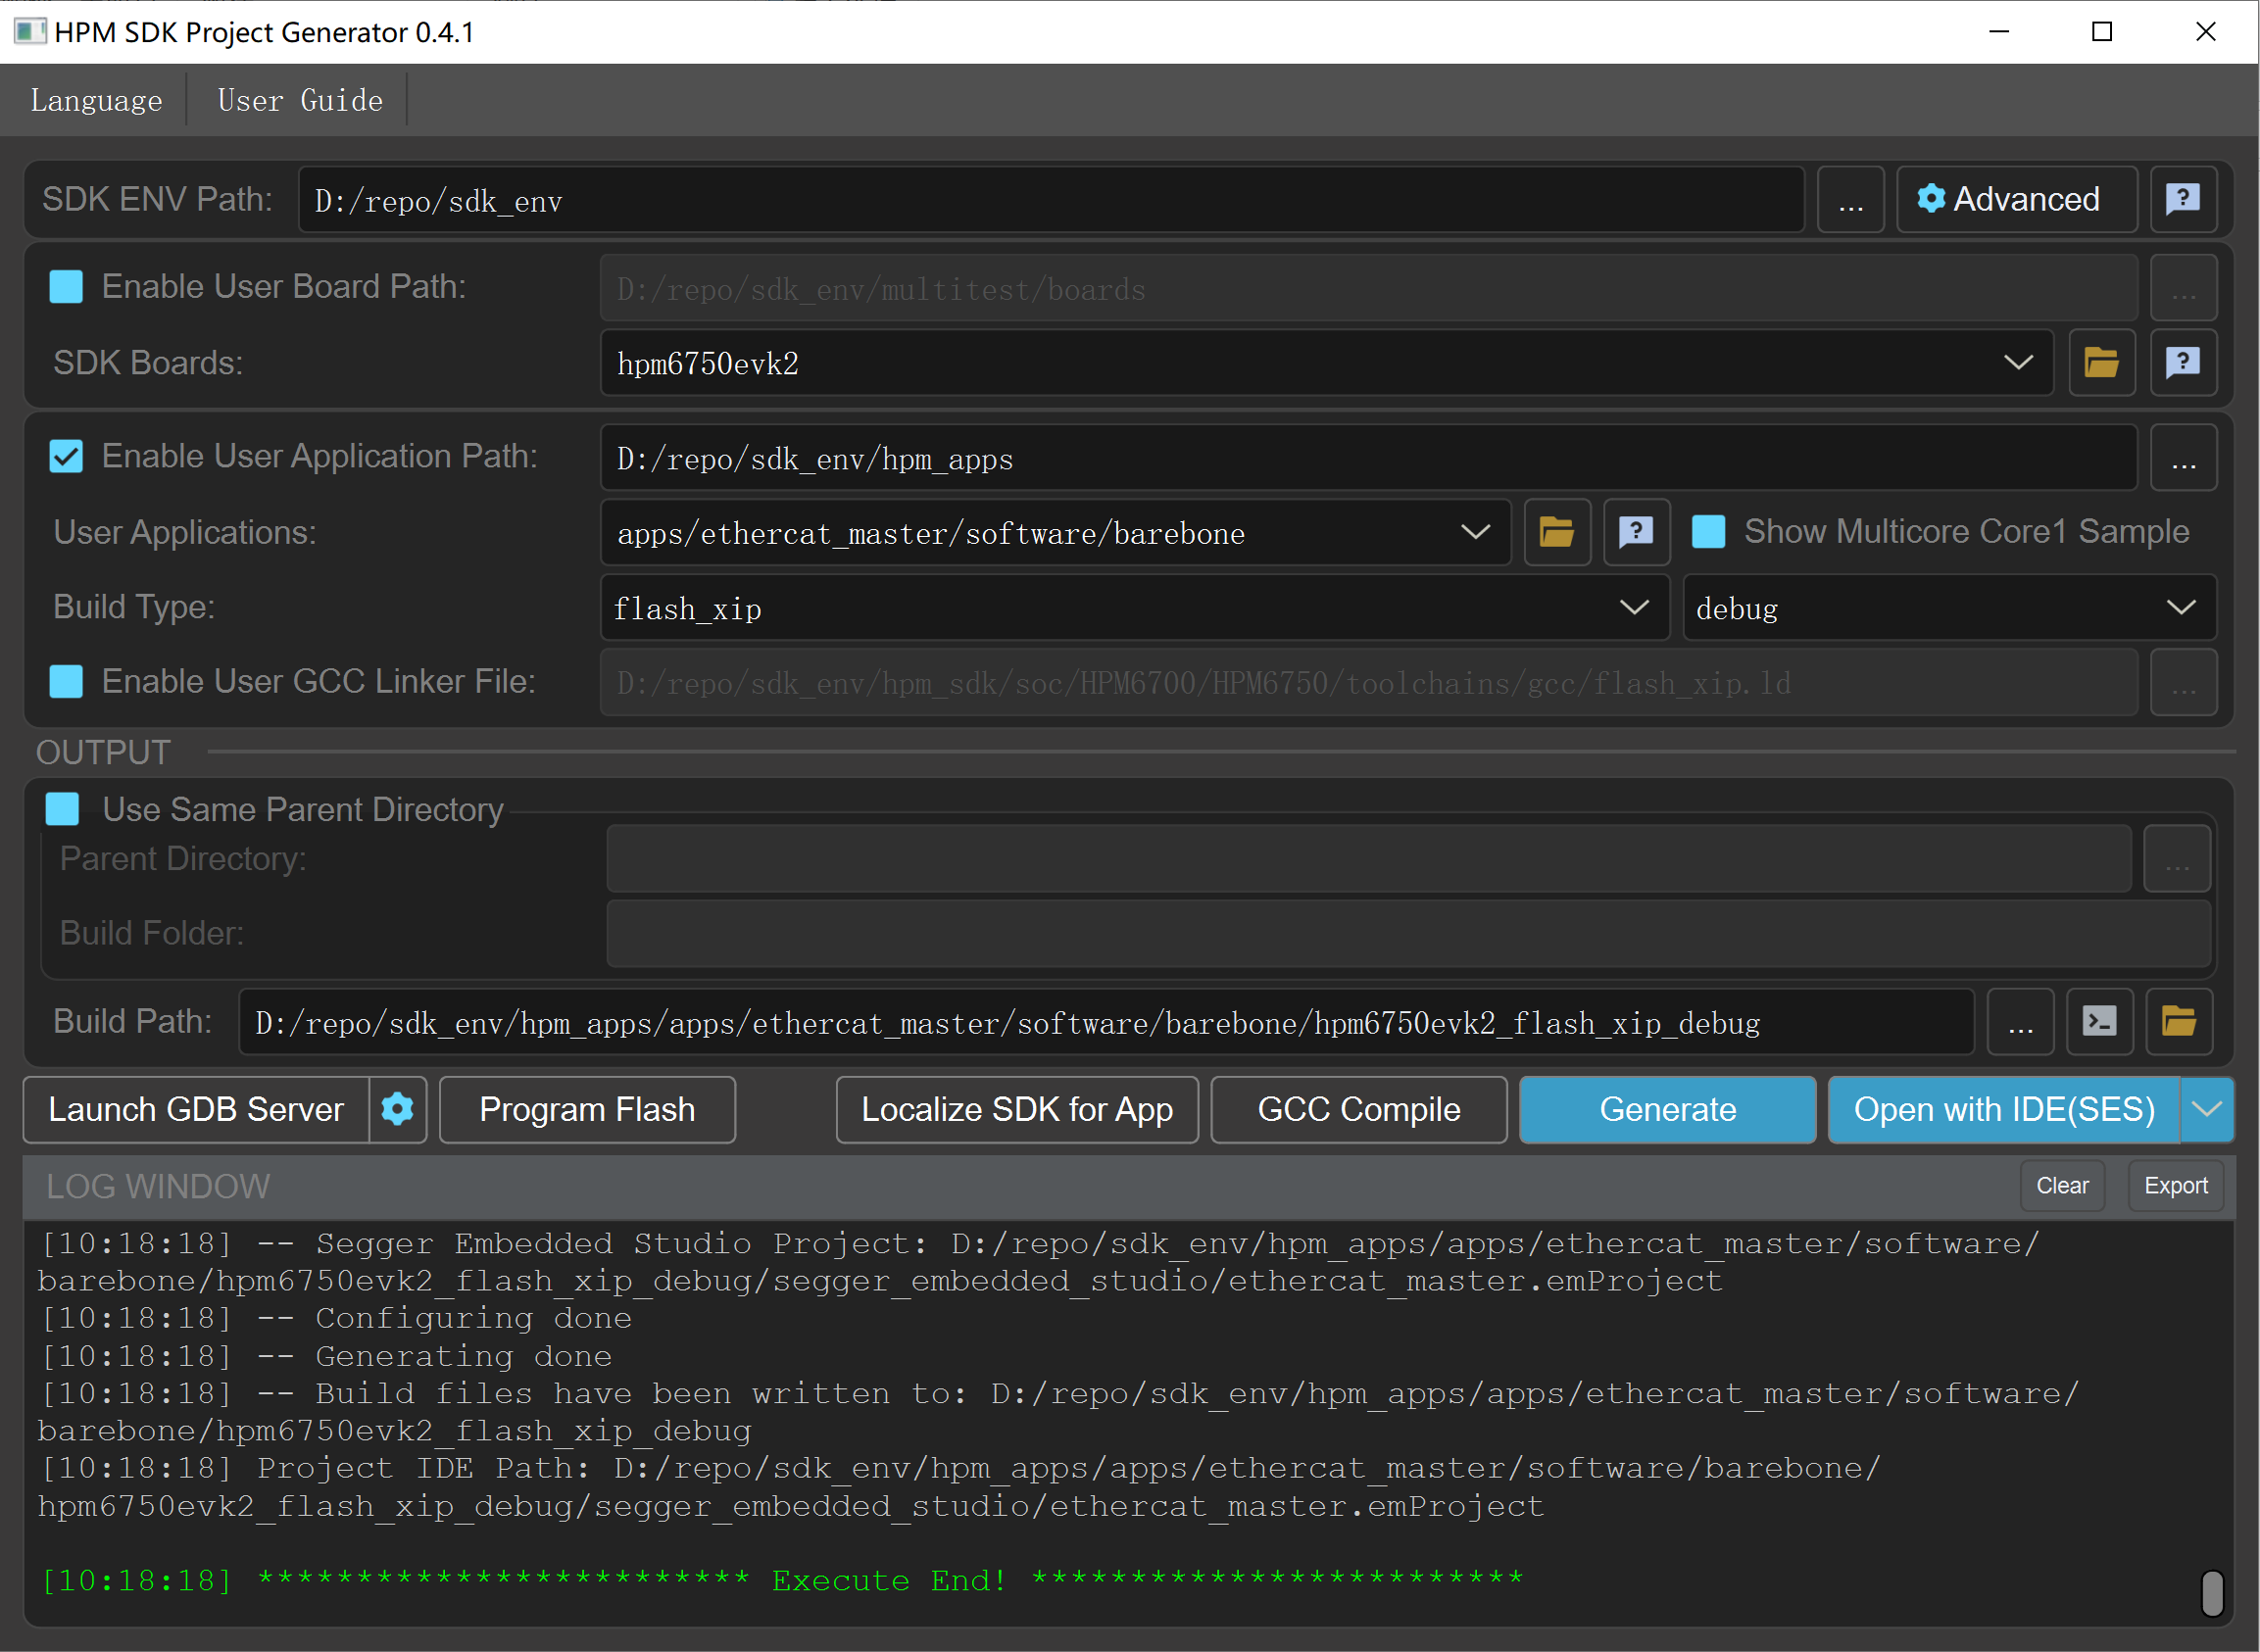 HPM SDK Project Generator 0.4.1
Language User Guide
SDK ENV Path: D:/repo/sdk_env ... Advanced
Enable User Board Path: D:/repo/sdk_env/multitest/boards ...
SDK Boards: hpm6750evk2
Enable User Application Path: D:/repo/sdk_env/hpm_apps ...
User Applications: apps/ethercat_master/software/barebone Show Multicore Core1 Sample
Build Type: flash_xip debug
Enable User GCC Linker File: D:/repo/sdk_env/hpm_sdk/soc/HPM6700/HPM6750/toolchains/gcc/flash_xip.ld ...
OUTPUT
Use Same Parent Directory
Parent Directory: ...
Build Folder:
Build Path: D:/repo/sdk_env/hpm_apps/apps/ethercat_master/software/barebone/hpm6750evk2_flash_xip_debug ...
Launch GDB Server Program Flash Localize SDK for App GCC Compile Generate Open with IDE(SES)
LOG WINDOW Clear Export
[10:18:18] -- Segger Embedded Studio Project: D:/repo/sdk_env/hpm_apps/apps/ethercat_master/software/
barebone/hpm6750evk2_flash_xip_debug/segger_embedded_studio/ethercat_master.emProject
[10:18:18] -- Configuring done
[10:18:18] -- Generating done
[10:18:18] -- Build files have been written to: D:/repo/sdk_env/hpm_apps/apps/ethercat_master/software/
barebone/hpm6750evk2_flash_xip_debug
[10:18:18] Project IDE Path: D:/repo/sdk_env/hpm_apps/apps/ethercat_master/software/barebone/
hpm6750evk2_flash_xip_debug/segger_embedded_studio/ethercat_master.emProject
[10:18:18] ************************* Execute End! *************************